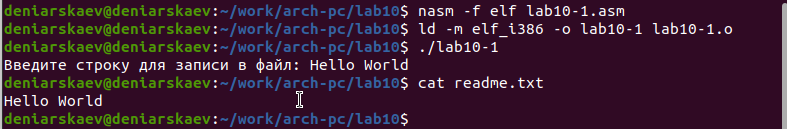 deniarskaev@deniarskaev:~/work/arch-pc/lab10$ nasm -f elf lab10-1.asm
deniarskaev@deniarskaev:~/work/arch-pc/lab10$ ld -m elf_i386 -o lab10-1 lab10-1.o
deniarskaev@deniarskaev:~/work/arch-pc/lab10$ ./lab10-1
Введите строку для записи в файл: Hello World
deniarskaev@deniarskaev:~/work/arch-pc/lab10$ cat readme.txt
Hello World
deniarskaev@deniarskaev:~/work/arch-pc/lab10$